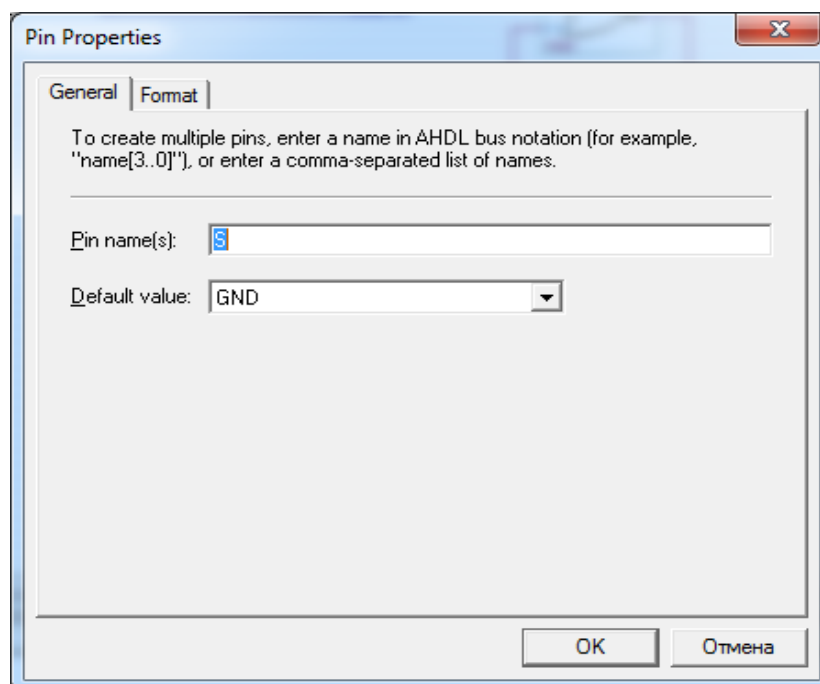 Pin Properties
General Format
To create multiple pins, enter a name in AHDL bus notation (for example,
"name[3..0]"), or enter a comma-separated list of names.
Pin name(s): S
Default value: GND
OK Отмена